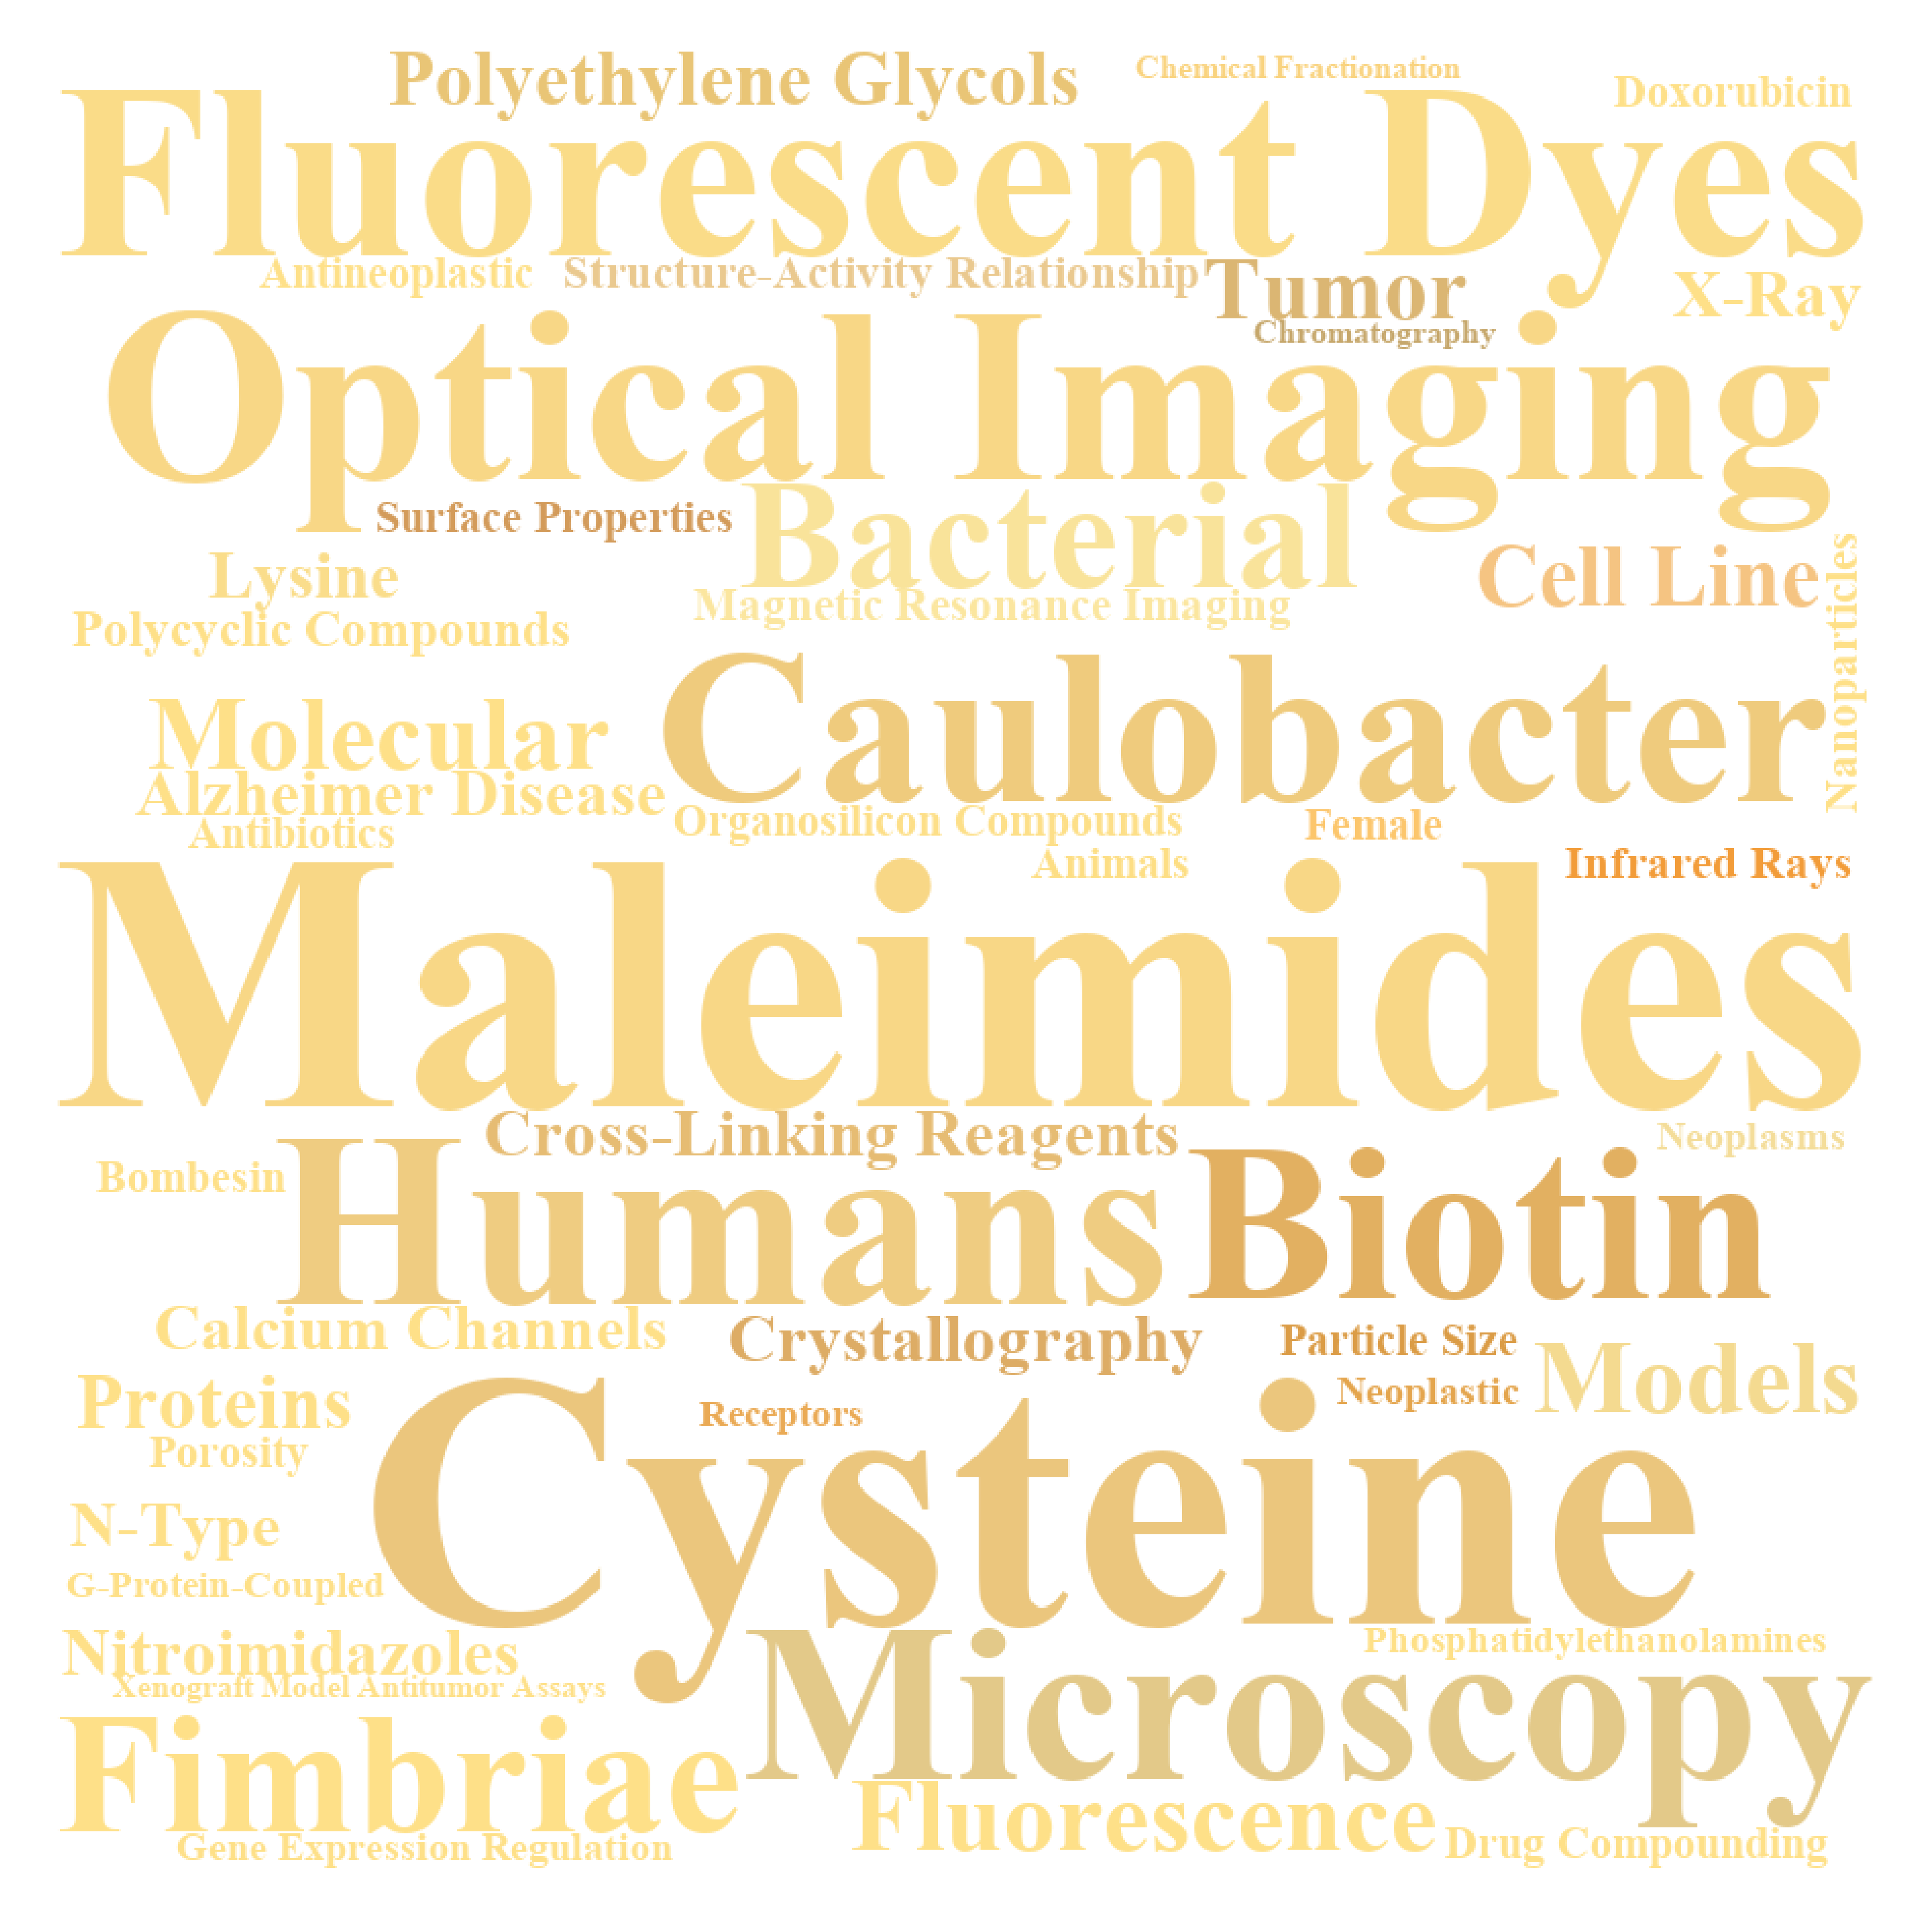 Polyethylene Glycols
Chemical Fractionation
Doxorubicin
Fluorescent Dyes
Antineoplastic
Structure-Activity Relationship
Tumor
X-Ray
Chromatography
Optical Imaging
Surface Properties
Bacterial
Lysine
Cell Line
Magnetic Resonance Imaging
Polycyclic Compounds
Nanoparticles
Molecular
Caulobacter
Alzheimer Disease
Antibiotics
Organosilicon Compounds
Female
Animals
Infrared Rays
Maleimides
Cross-Linking Reagents
Neoplasms
Bombesin
Humans
Biotin
Calcium Channels
Crystallography
Particle Size
Models
Proteins
Receptors
Neoplastic
Porosity
Cysteine
N-Type
G-Protein-Coupled
Nitroimidazoles
Phosphatidylethanolamines
Xenograft Model Antitumor Assays
Microscopy
Fimbriae
Fluorescence
Gene Expression Regulation
Drug Compounding